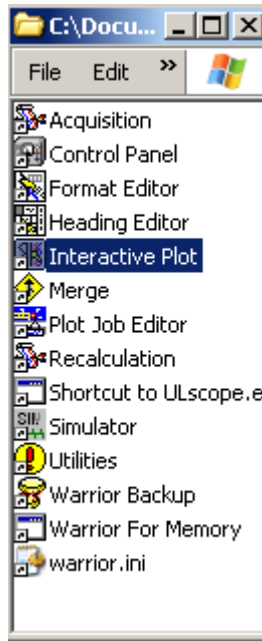 C:\Docu...
File Edit »
Acquisition
Control Panel
Format Editor
Heading Editor
Interactive Plot
Merge
Plot Job Editor
Recalculation
Shortcut to ULscope.e
Simulator
Utilities
Warrior Backup
Warrior For Memory
warrior.ini